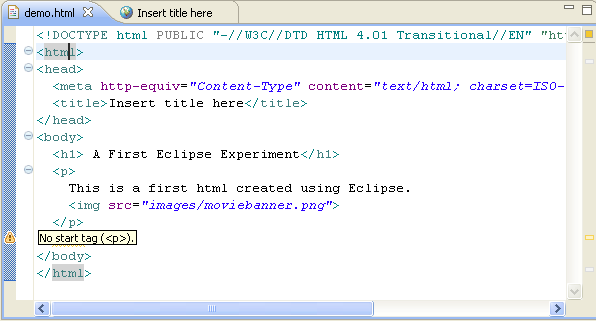 demo.html Insert title here
<!DOCTYPE html PUBLIC "-//W3C//DTD HTML 4.01 Transitional//EN" "ht
<html>
<head>
<meta http-equiv="Content-Type" content="text/html; charset=ISO-
<title>Insert title here</title>
</head>
<body>
<h1> A First Eclipse Experiment</h1>
<p>
This is a first html created using Eclipse.
<img src="images/moviebanner.png">
</p>
No start tag (<p>).
</body>
</html>